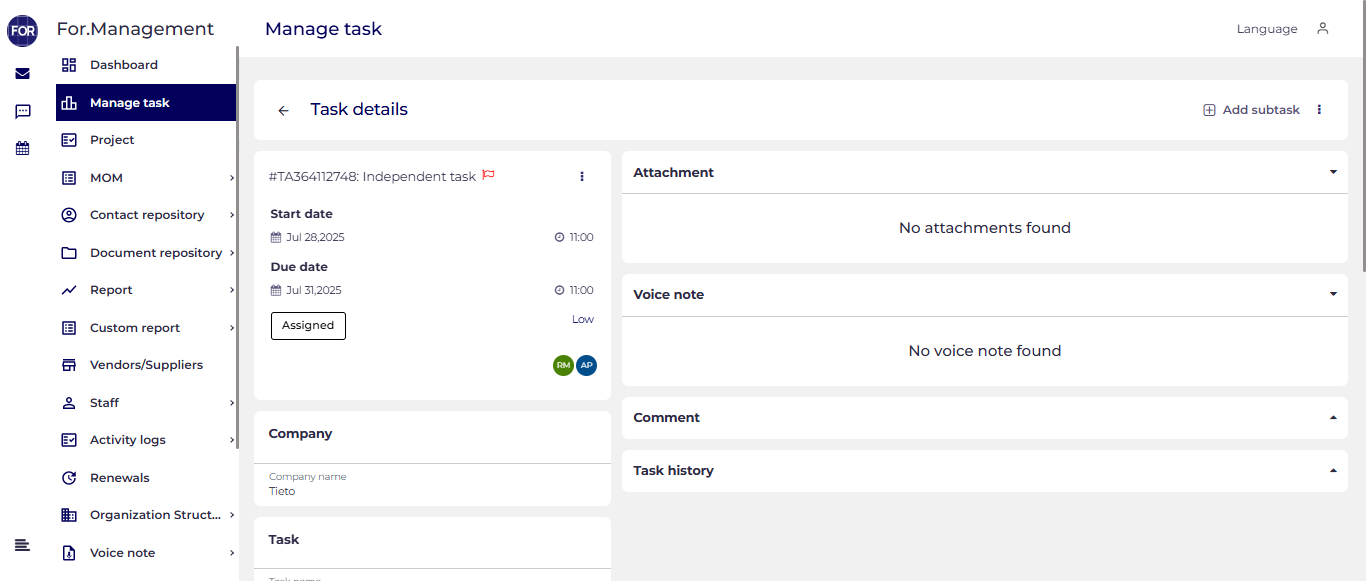 FOR
For.Management
Manage task
Language
Dashboard
Manage task
Project
MOM
Contact repository
Document repository
Report
Custom report
Vendors/Suppliers
Staff
Activity logs
Renewals
Organization Struct...
Voice note
Task details
Add subtask
#TA364112748: Independent task
Start date
Jul 28,2025 11:00
Due date
Jul 31,2025 11:00
Assigned
Low
RM AP
Company
Company name
Tieto
Task
Task name
Attachment
No attachments found
Voice note
No voice note found
Comment
Task history